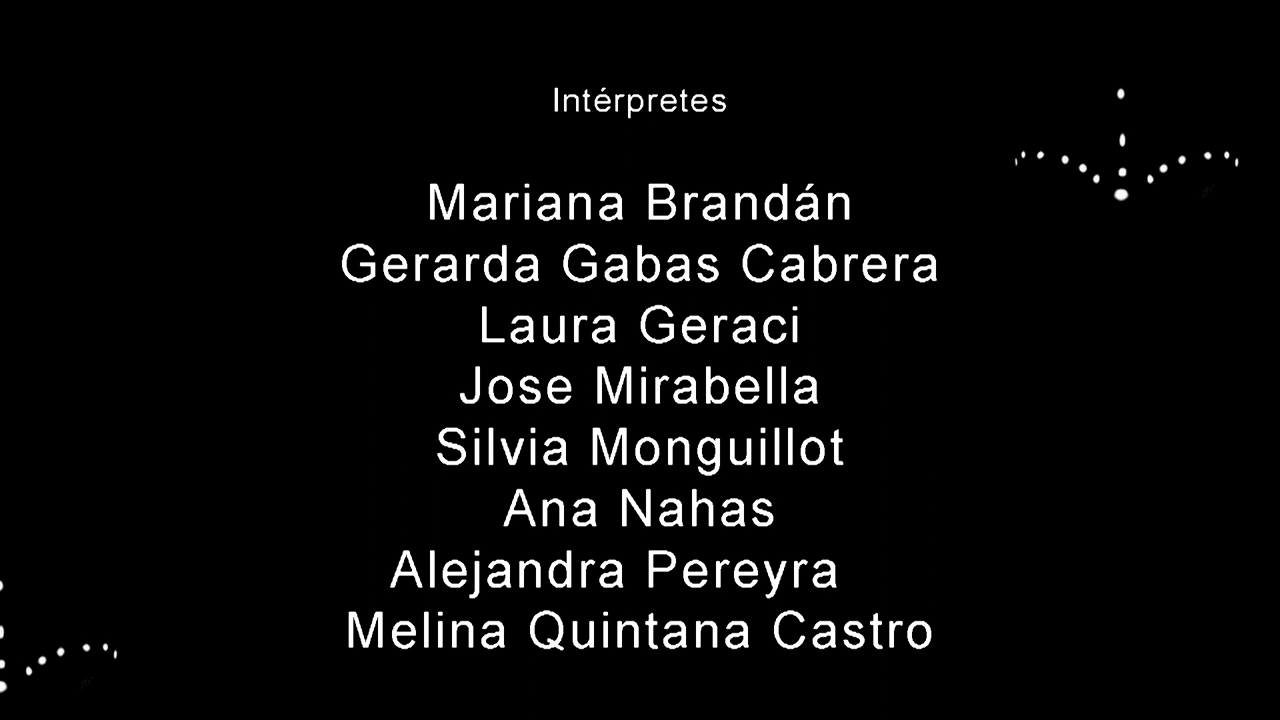 Intérpretes
Mariana Brandán
Gerarda Gabas Cabrera
Laura Geraci
Jose Mirabella
Silvia Monguillot
Ana Nahas
Alejandra Pereyra
Melina Quintana Castro